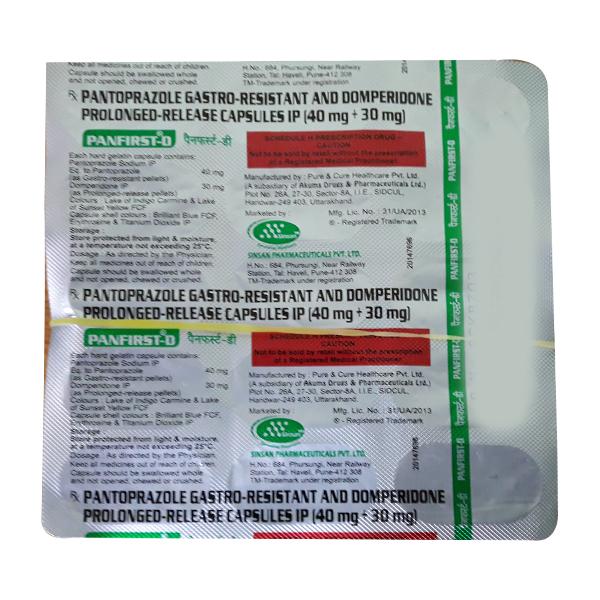 Keep all medicines out of reach of children.
Capsule should be swallowed whole
and not opened, chewed or crushed.
H.No.: 684, Phursungi, Near Railway
Station, Tal: Haveli, Pune-412 308
TM-Trademark under registration
℞ PANTOPRAZOLE GASTRO-RESISTANT AND DOMPERIDONE
PROLONGED-RELEASE CAPSULES IP (40 mg + 30 mg)
PANFIRST-D पैनफर्स्ट-डी
Each hard gelatin capsule contains:
Pantoprazole Sodium IP
Eq. to Pantoprazole 40 mg
(as Gastro-resistant pellets)
Domperidone IP 30 mg
(as Prolonged-release pellets)
Colours : Lake of Indigo Carmine & Lake
of Sunset Yellow FCF
Capsule shell colours : Brilliant Blue FCF,
Erythrosine & Titanium Dioxide IP
Storage :
Store protected from light & moisture,
at a temperature not exceeding 25°C.
Dosage : As directed by the Physician.
Keep all medicines out of reach of children.
Capsule should be swallowed whole
and not opened, chewed or crushed.
SCHEDULE H PRESCRIPTION DRUG –
CAUTION
Not to be sold by retail without the prescription
of a Registered Medical Practitioner.
Manufactured by : Pure & Cure Healthcare Pvt. Ltd.
(A subsidiary of Akums Drugs & Pharmaceuticals Ltd.)
Plot No. 26A, 27-30, Sector-8A, I.I.E., SIDCUL,
Haridwar-249 403, Uttarakhand.
Marketed by : Mfg. Lic. No. : 31/UA/2013
® - Registered Trademark
Sinsan
SINSAN PHARMACEUTICALS PVT. LTD.
H.No.: 684, Phursungi, Near Railway
Station, Tal: Haveli, Pune-412 308
TM-Trademark under registration
20147696
℞ PANTOPRAZOLE GASTRO-RESISTANT AND DOMPERIDONE
PROLONGED-RELEASE CAPSULES IP (40 mg + 30 mg)
PANFIRST-D पैनफर्स्ट-डी
Each hard gelatin capsule contains:
Pantoprazole Sodium IP
Eq. to Pantoprazole 40 mg
(as Gastro-resistant pellets)
Domperidone IP 30 mg
(as Prolonged-release pellets)
Colours : Lake of Indigo Carmine & Lake
of Sunset Yellow FCF
Capsule shell colours : Brilliant Blue FCF,
Erythrosine & Titanium Dioxide IP
Storage :
Store protected from light & moisture,
at a temperature not exceeding 25°C.
Dosage : As directed by the Physician.
Keep all medicines out of reach of children.
Capsule should be swallowed whole
and not opened, chewed or crushed.
SCHEDULE H PRESCRIPTION DRUG –
CAUTION
Not to be sold by retail without the prescription
of a Registered Medical Practitioner.
Manufactured by : Pure & Cure Healthcare Pvt. Ltd.
(A subsidiary of Akums Drugs & Pharmaceuticals Ltd.)
Plot No. 26A, 27-30, Sector-8A, I.I.E., SIDCUL,
Haridwar-249 403, Uttarakhand.
Marketed by : Mfg. Lic. No. : 31/UA/2013
® - Registered Trademark
Sinsan
SINSAN PHARMACEUTICALS PVT. LTD.
H.No.: 684, Phursungi, Near Railway
Station, Tal: Haveli, Pune-412 308
TM-Trademark under registration
20147696
℞ PANTOPRAZOLE GASTRO-RESISTANT AND DOMPERIDONE
PROLONGED-RELEASE CAPSULES IP (40 mg + 30 mg)
PANFIRST-D पैनफर्स्ट-डी
PANFIRST-D पैनफर्स्ट-डी
PANFIRST-D पैनफर्स्ट-डी
PANFIRST-D पैनफर्स्ट-डी